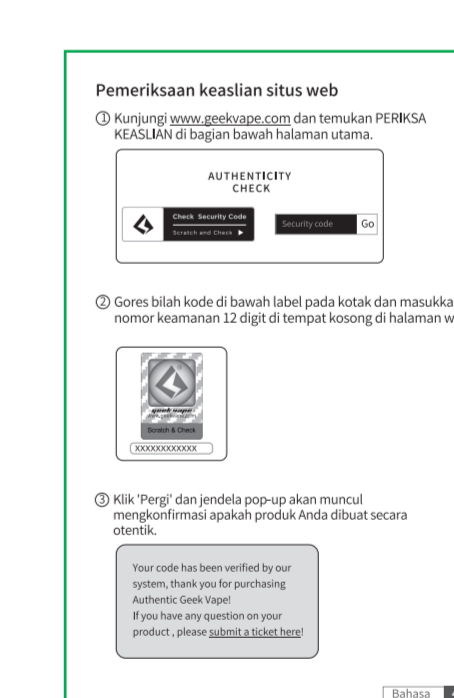 Pemeriksaan keaslian situs web
① Kunjungi www.geekvape.com dan temukan PERIKSA
KEASLIAN di bagian bawah halaman utama.
AUTHENTICITY
CHECK
Check Security Code
Scratch and Check ▶
Security code Go
② Gores bilah kode di bawah label pada kotak dan masukka
nomor keamanan 12 digit di tempat kosong di halaman w
geek vape
www.geekvape.com
Scratch & Check
XXXXXXXXXXXX
③ Klik 'Pergi' dan jendela pop-up akan muncul
mengkonfirmasi apakah produk Anda dibuat secara
otentik.
Your code has been verified by our
system, thank you for purchasing
Authentic Geek Vape!
If you have any question on your
product , please submit a ticket here!
Bahasa